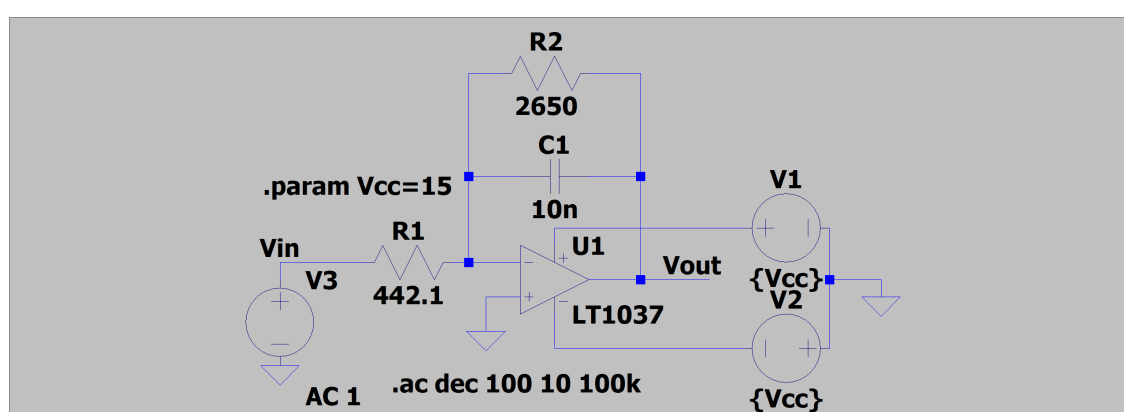 R2
2650
C1
.param Vcc=15
10n
V1
R1
U1
Vin
Vout
V3
{Vcc}
442.1
V2
LT1037
.ac dec 100 10 100k
AC 1
{Vcc}